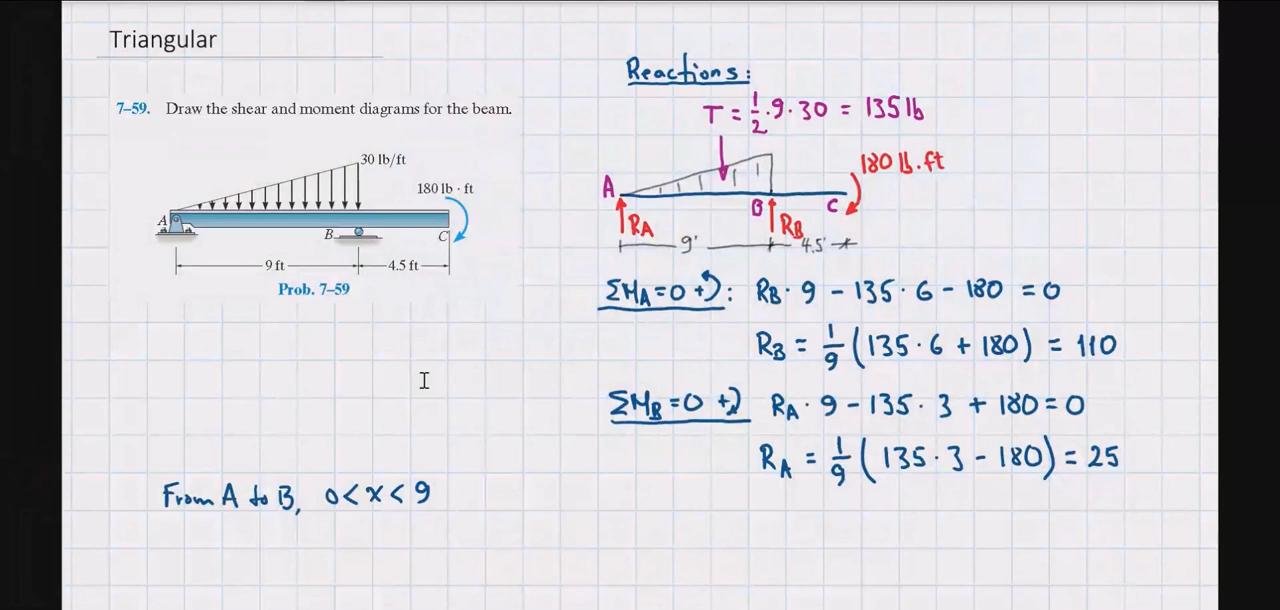 Triangular
7–59. Draw the shear and moment diagrams for the beam.
30 lb/ft
180 lb · ft
A
B
C
9 ft
4.5 ft
Prob. 7–59
From A to B, 0 < x < 9
Reactions:
T = 1/2 · 9 · 30 = 135 lb
180 lb.ft
A
B
C
RA
RB
9'
4.5'
ΣMA = 0 +↺ : RB · 9 − 135 · 6 − 180 = 0
RB = 1/9 (135 · 6 + 180) = 110
ΣMB = 0 +↻ RA · 9 − 135 · 3 + 180 = 0
RA = 1/9 (135 · 3 − 180) = 25